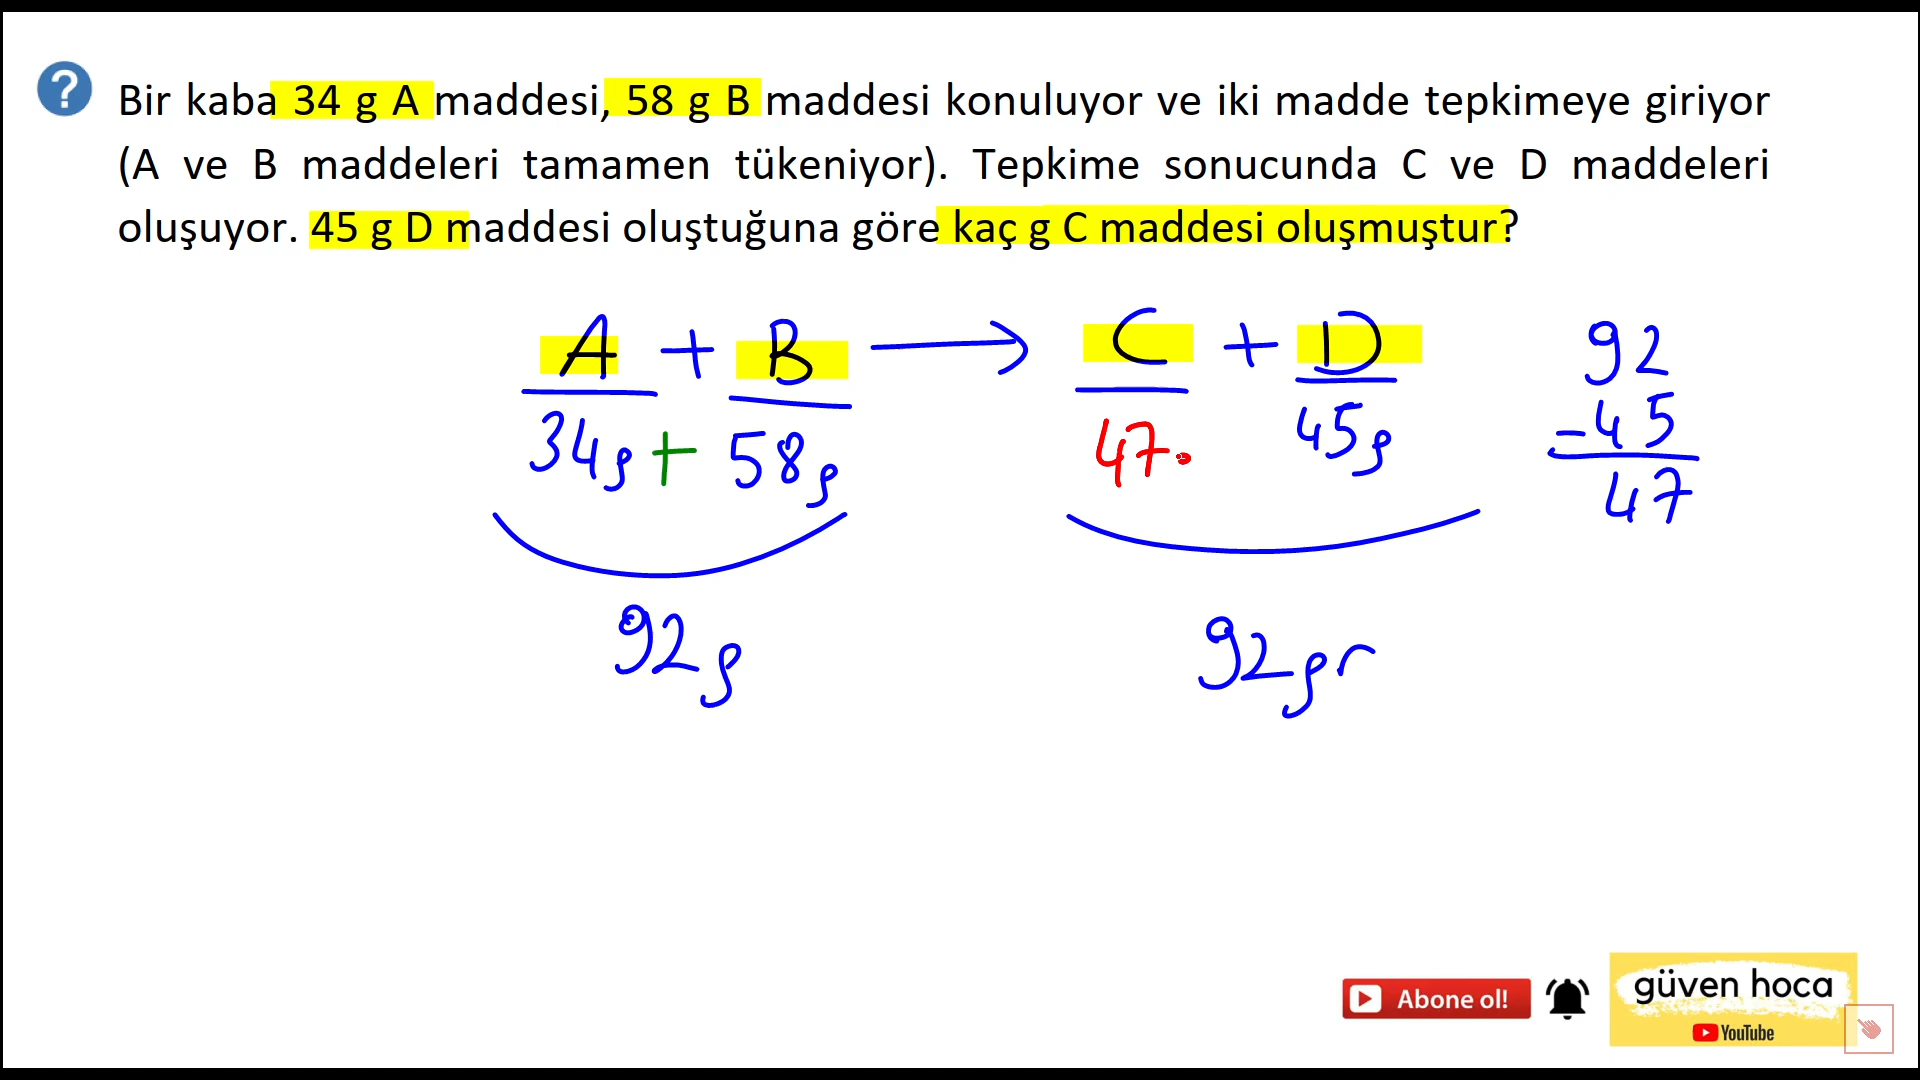 Bir kaba 34 g A maddesi, 58 g B maddesi konuluyor ve iki madde tepkimeye giriyor
(A ve B maddeleri tamamen tükeniyor). Tepkime sonucunda C ve D maddeleri
oluşuyor. 45 g D maddesi oluştuğuna göre kaç g C maddesi oluşmuştur?
A + B → C + D
34g + 58g 47 45g
92g 92gr
92
-45
47
Abone ol!
güven hoca
YouTube